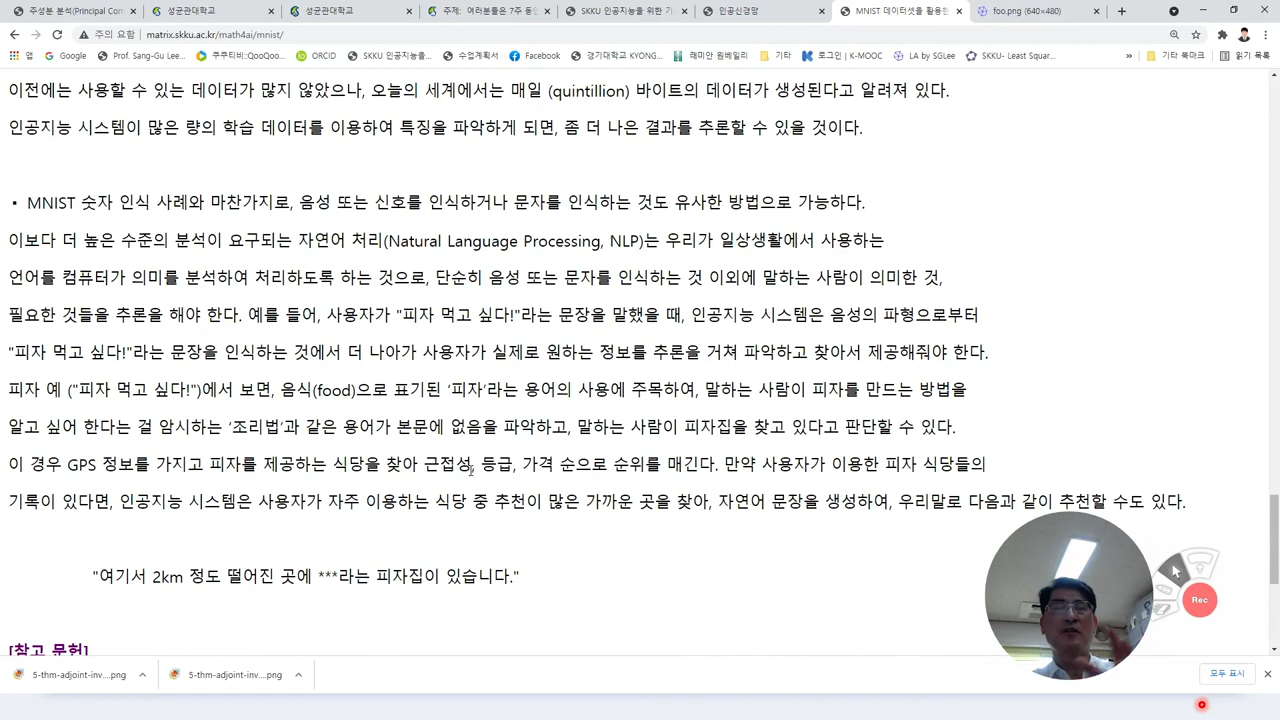 주성분 분석(Principal Com
성균관대학교
성균관대학교
주제: 여러분들은 7주 동안
SKKU 인공지능을 위한 기
인공신경망
MNIST 데이터셋을 활용한
foo.png (640×480)
주의 요함
matrix.skku.ac.kr/math4ai/mnist/
앱
Google
Prof. Sang-Gu Lee...
쿠쿠티비::QooQoo...
ORCID
SKKU 인공지능을...
수업계획서
Facebook
경기대학교 KYONG...
래미안 원베일리
기타
로그인 | K-MOOC
LA by SGLee
SKKU- Least Squar...
»
기타 북마크
읽기 목록
이전에는 사용할 수 있는 데이터가 많지 않았으나, 오늘의 세계에서는 매일 (quintillion) 바이트의 데이터가 생성된다고 알려져 있다.
인공지능 시스템이 많은 량의 학습 데이터를 이용하여 특징을 파악하게 되면, 좀 더 나은 결과를 추론할 수 있을 것이다.
• MNIST 숫자 인식 사례와 마찬가지로, 음성 또는 신호를 인식하거나 문자를 인식하는 것도 유사한 방법으로 가능하다.
이보다 더 높은 수준의 분석이 요구되는 자연어 처리(Natural Language Processing, NLP)는 우리가 일상생활에서 사용하는
언어를 컴퓨터가 의미를 분석하여 처리하도록 하는 것으로, 단순히 음성 또는 문자를 인식하는 것 이외에 말하는 사람이 의미한 것,
필요한 것들을 추론을 해야 한다. 예를 들어, 사용자가 "피자 먹고 싶다!"라는 문장을 말했을 때, 인공지능 시스템은 음성의 파형으로부터
"피자 먹고 싶다!"라는 문장을 인식하는 것에서 더 나아가 사용자가 실제로 원하는 정보를 추론을 거쳐 파악하고 찾아서 제공해줘야 한다.
피자 예 ("피자 먹고 싶다!")에서 보면, 음식(food)으로 표기된 ‘피자’라는 용어의 사용에 주목하여, 말하는 사람이 피자를 만드는 방법을
알고 싶어 한다는 걸 암시하는 ‘조리법’과 같은 용어가 본문에 없음을 파악하고, 말하는 사람이 피자집을 찾고 있다고 판단할 수 있다.
이 경우 GPS 정보를 가지고 피자를 제공하는 식당을 찾아 근접성, 등급, 가격 순으로 순위를 매긴다. 만약 사용자가 이용한 피자 식당들의
기록이 있다면, 인공지능 시스템은 사용자가 자주 이용하는 식당 중 추천이 많은 가까운 곳을 찾아, 자연어 문장을 생성하여, 우리말로 다음과 같이 추천할 수도 있다.
"여기서 2km 정도 떨어진 곳에 ***라는 피자집이 있습니다."
[참고 문헌]
Rec
5-thm-adjoint-inv....png
5-thm-adjoint-inv....png
모두 표시